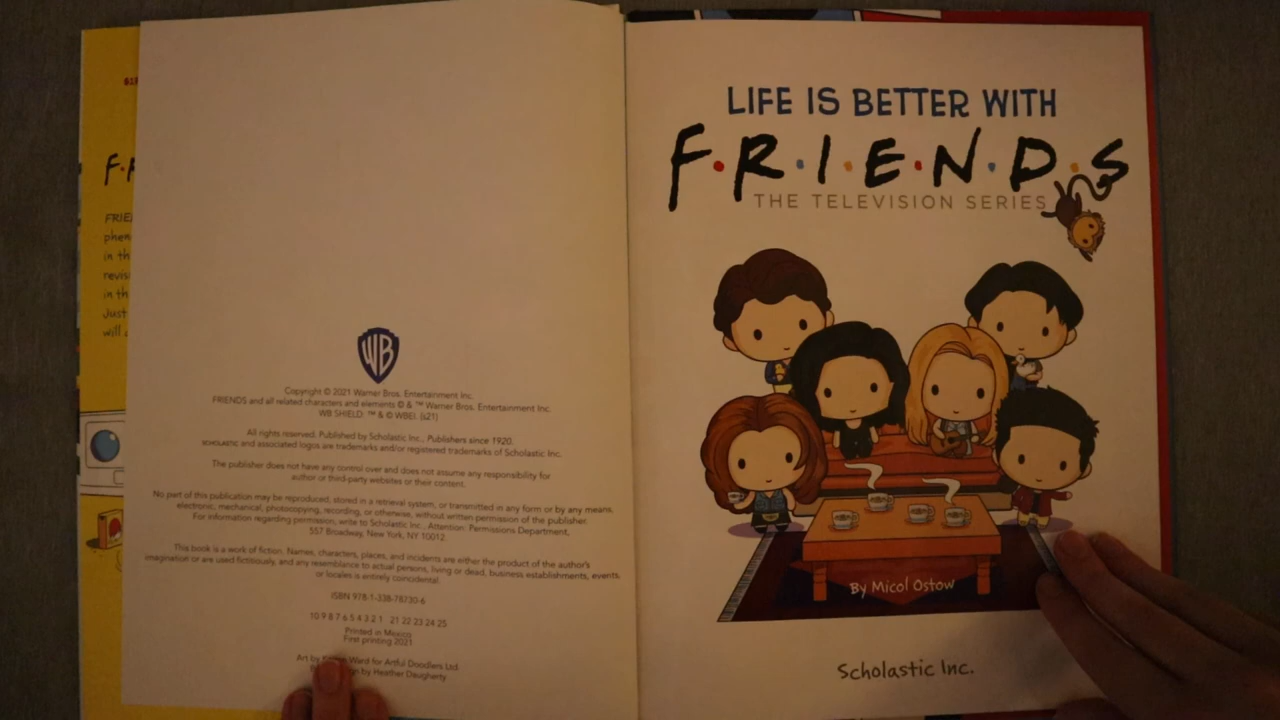 FRIE
phen
in th
revis
in th
Just
will
WB
Copyright © 2021 Warner Bros. Entertainment Inc.
FRIENDS and all related characters and elements © & ™ Warner Bros. Entertainment Inc.
WB SHIELD: ™ & © WBEI. (s21)
All rights reserved. Published by Scholastic Inc., Publishers since 1920.
SCHOLASTIC and associated logos are trademarks and/or registered trademarks of Scholastic Inc.
The publisher does not have any control over and does not assume any responsibility for
author or third-party websites or their content.
No part of this publication may be reproduced, stored in a retrieval system, or transmitted in any form or by any means,
electronic, mechanical, photocopying, recording, or otherwise, without written permission of the publisher.
For information regarding permission, write to Scholastic Inc., Attention: Permissions Department,
557 Broadway, New York, NY 10012.
This book is a work of fiction. Names, characters, places, and incidents are either the product of the author's
imagination or are used fictitiously, and any resemblance to actual persons, living or dead, business establishments, events,
or locales is entirely coincidental.
ISBN 978-1-338-78730-6
10 9 8 7 6 5 4 3 2 1 21 22 23 24 25
Printed in Mexico
First printing 2021
Art by Ward for Artful Doodlers Ltd.
by Heather Daugherty
LIFE IS BETTER WITH
F•R•I•E•N•D•S
THE TELEVISION SERIES
By Micol Ostow
Scholastic Inc.